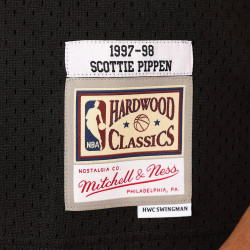 1997-98
SCOTTIE PIPPEN
NBA
HARDWOOD
CLASSICS
NOSTALGIA CO.
Mitchell & Ness
PHILADELPHIA, PA.
HWC SWINGMAN